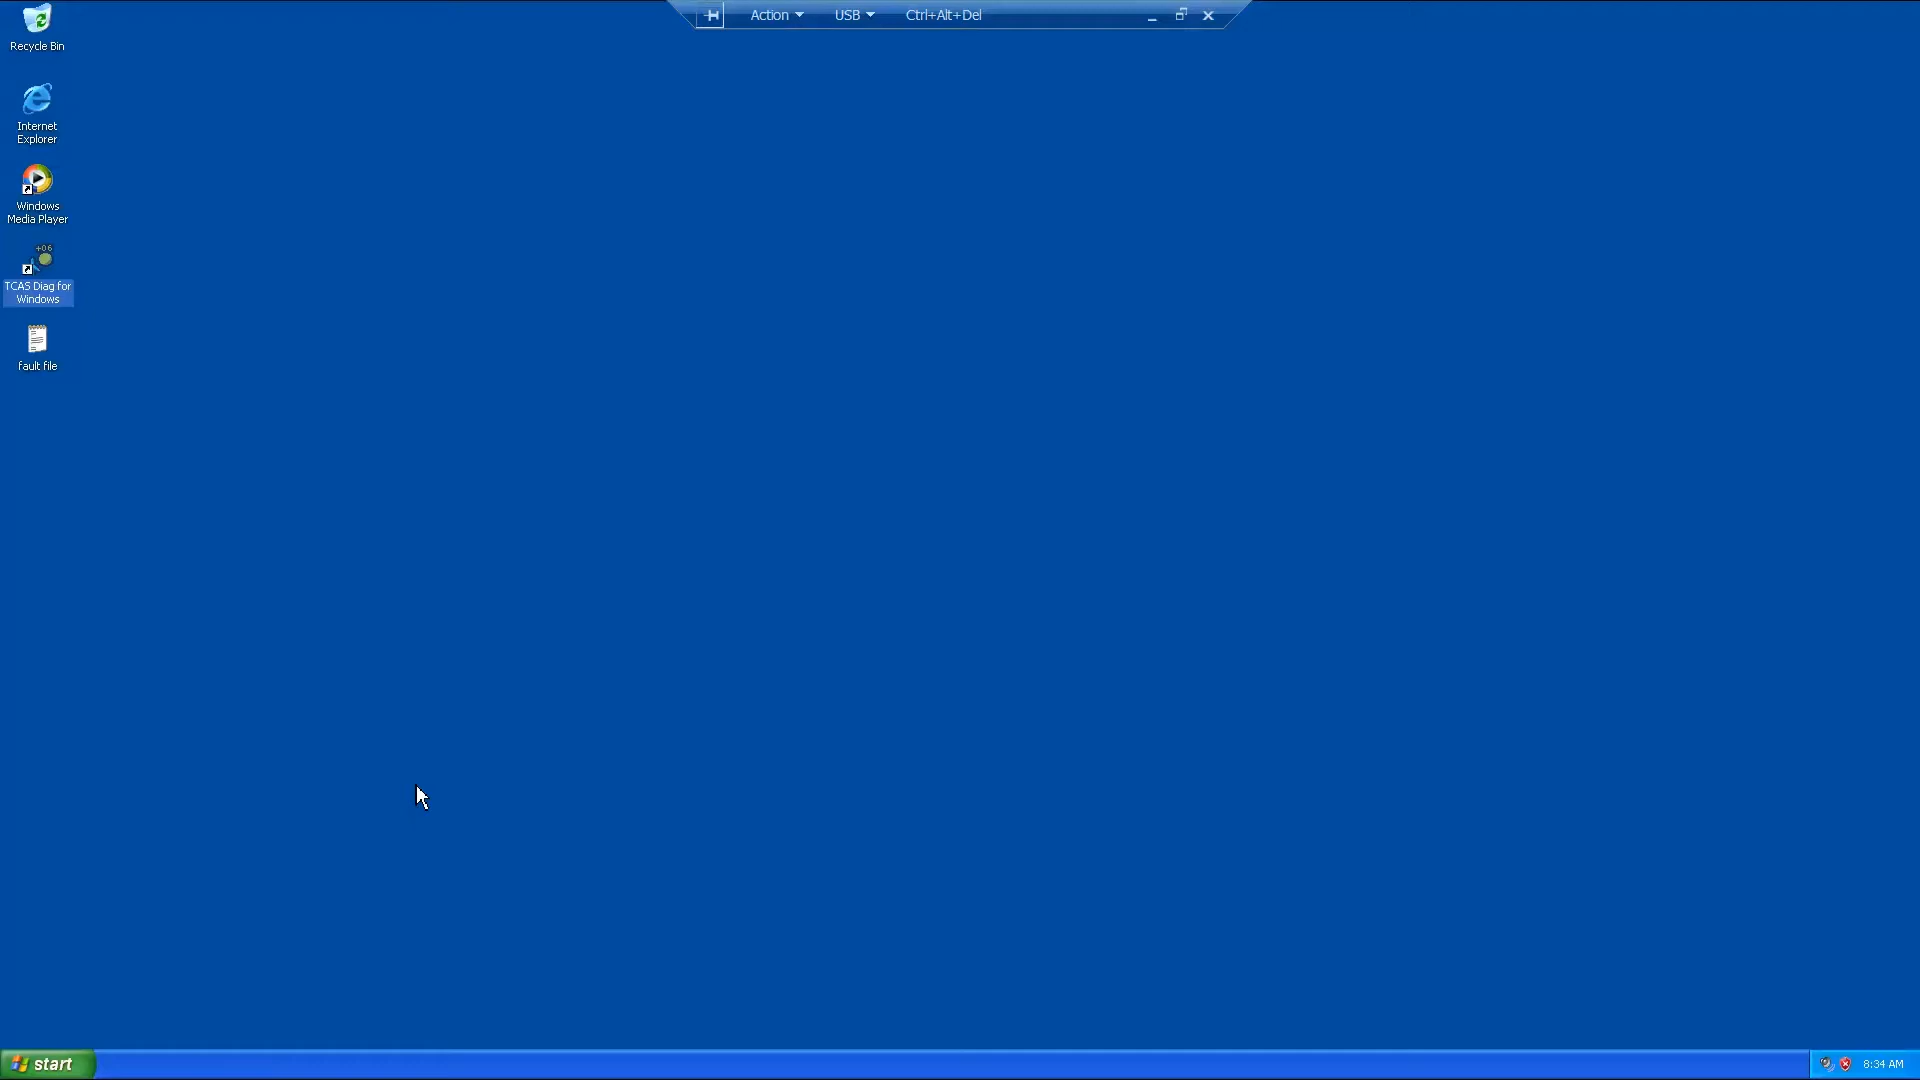 Action
USB
Ctrl+Alt+Del
Recycle Bin
Internet
Explorer
Windows
Media Player
+06
TCAS Diag for
Windows
fault file
start
8:34 AM